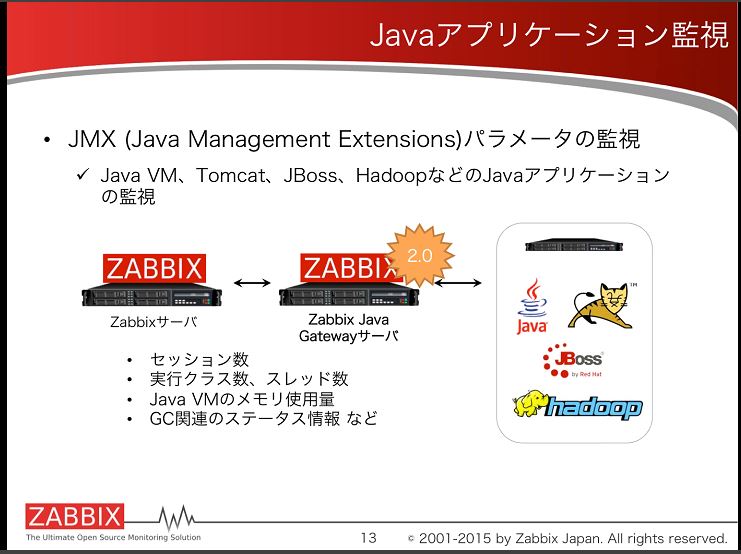 Javaアプリケーション監視
• JMX (Java Management Extensions)パラメータの監視
✓ Java VM、Tomcat、JBoss、HadoopなどのJavaアプリケーション
の監視
ZABBIX
ZABBIX
2.0
Zabbixサーバ
Zabbix Java
Gatewayサーバ
Java
TM
JBoss
by Red Hat
hadoop
• セッション数
• 実行クラス数、スレッド数
• Java VMのメモリ使用量
• GC関連のステータス情報 など
ZABBIX
The Ultimate Open Source Monitoring Solution
13
© 2001-2015 by Zabbix Japan. All rights reserved.